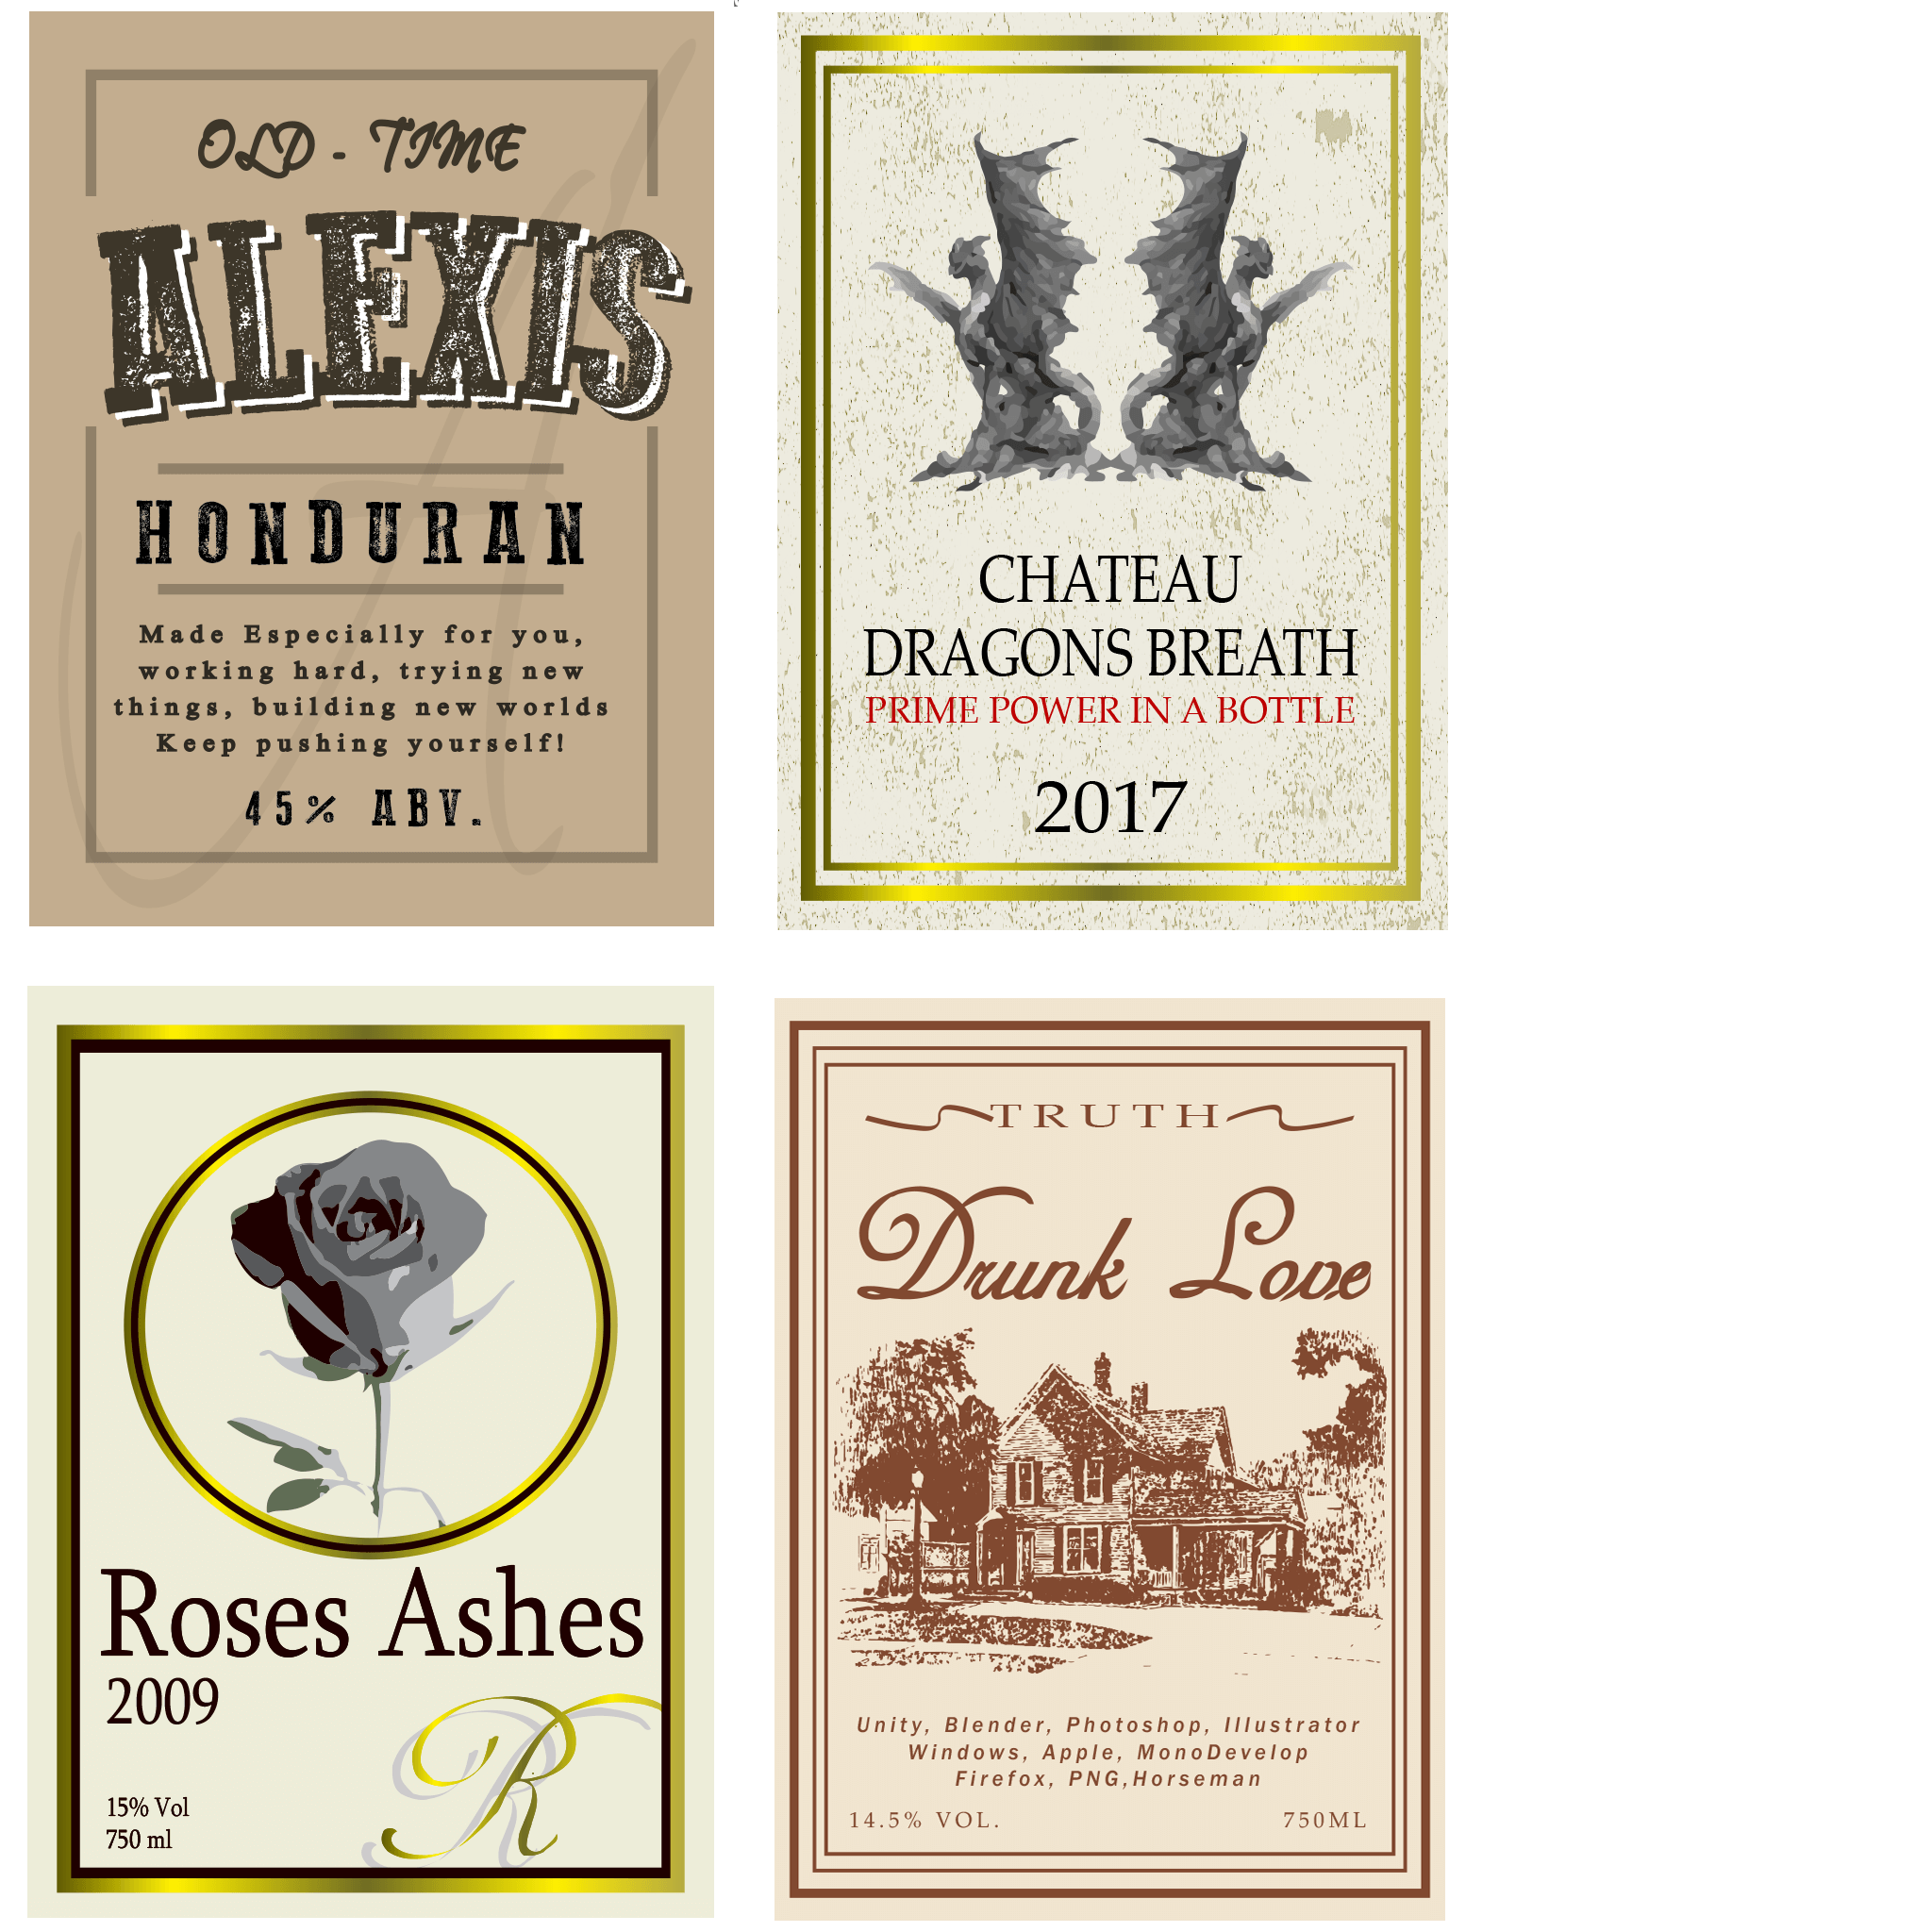 OLD - TIME
ALEXIS
HONDURAN
Made Especially for you,
working hard, trying new
things, building new worlds
Keep pushing yourself!
45% ABV.
CHATEAU
DRAGONS BREATH
PRIME POWER IN A BOTTLE
2017
Roses Ashes
2009
R
15% Vol
750 ml
TRUTH
Drunk Love
Unity, Blender, Photoshop, Illustrator
Windows, Apple, MonoDevelop
Firefox, PNG,Horseman
14.5% VOL. 750ML